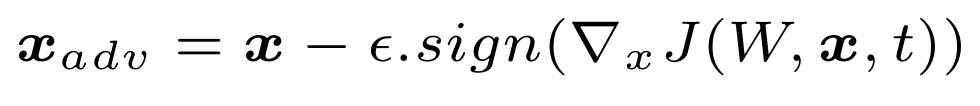 𝒙_{adv} = 𝒙 − ϵ.sign(∇_x J(W, 𝒙, t))